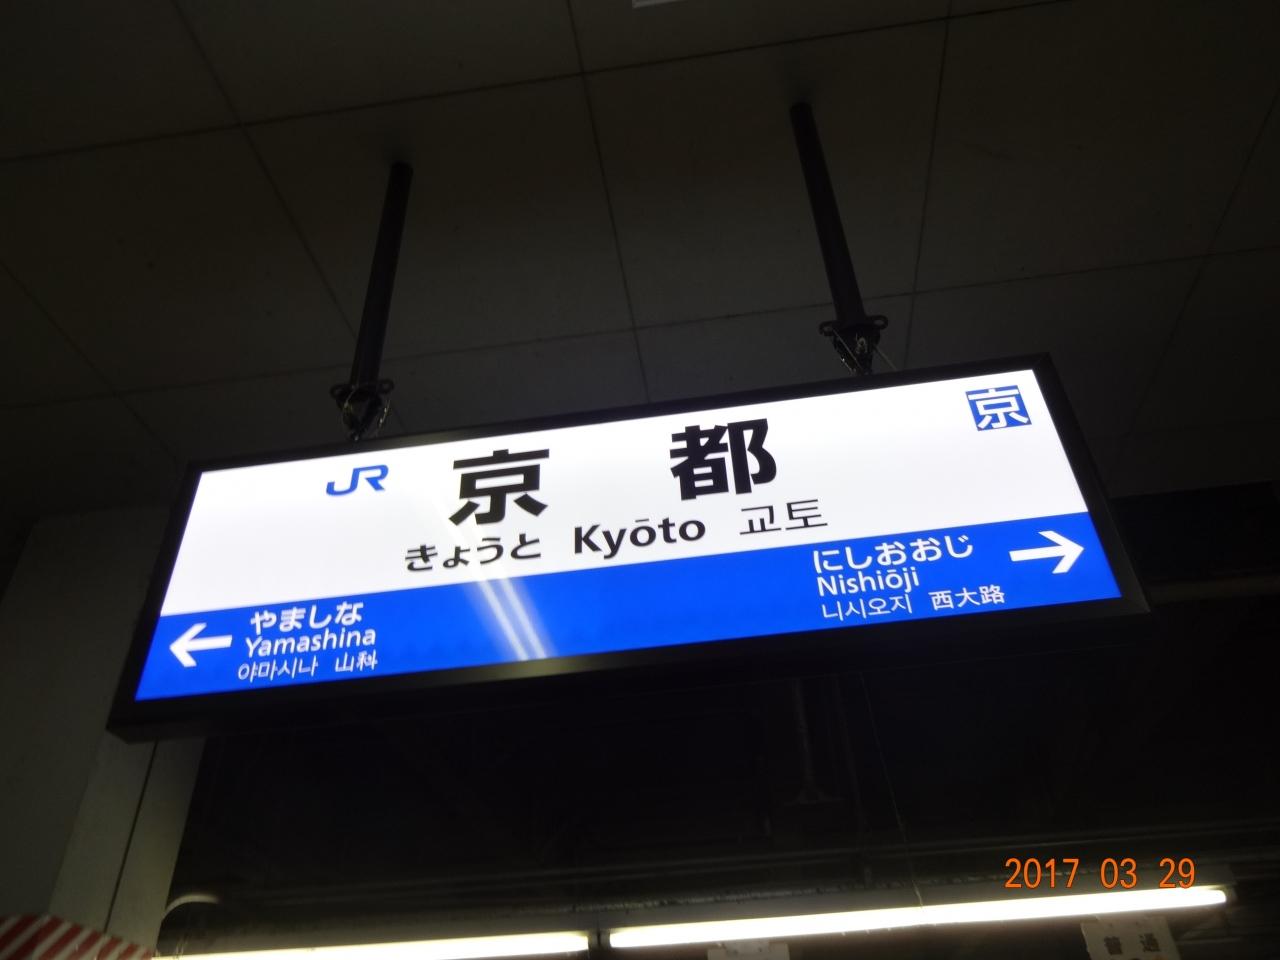 JR
京
京都
きょうと Kyōto 교토
やましな
Yamashina
야마시나 山科
にしおおじ
Nishiōji
니시오지 西大路
2017 03 29
普通